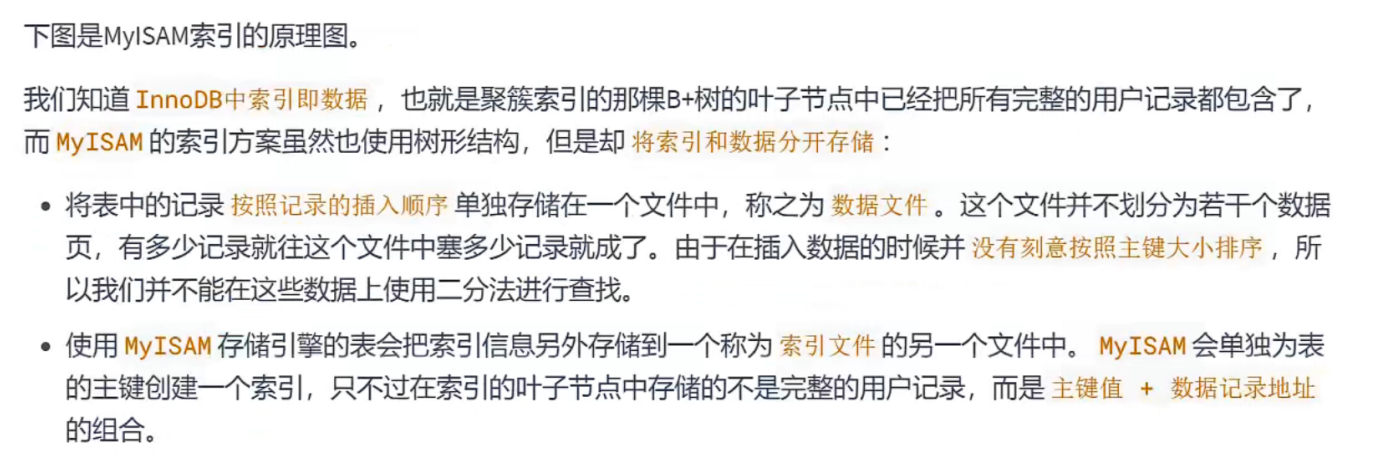 下图是MyISAM索引的原理图。
我们知道 InnoDB中索引即数据 ，也就是聚簇索引的那棵B+树的叶子节点中已经把所有完整的用户记录都包含了，
而 MyISAM 的索引方案虽然也使用树形结构，但是却 将索引和数据分开存储 ：
• 将表中的记录 按照记录的插入顺序 单独存储在一个文件中，称之为 数据文件 。这个文件并不划分为若干个数据
页，有多少记录就往这个文件中塞多少记录就成了。由于在插入数据的时候并 没有刻意按照主键大小排序 ，所
以我们并不能在这些数据上使用二分法进行查找。
• 使用 MyISAM 存储引擎的表会把索引信息另外存储到一个称为 索引文件 的另一个文件中。 MyISAM 会单独为表
的主键创建一个索引，只不过在索引的叶子节点中存储的不是完整的用户记录，而是 主键值 + 数据记录地址
的组合。